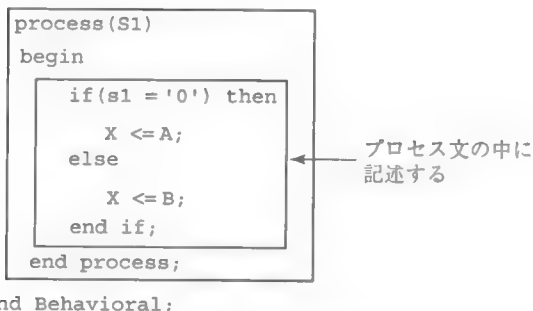 process(S1)
begin
if(s1 = '0') then
X <= A;
else
X <= B;
end if;
end process;
nd Behavioral;
プロセス文の中に
記述する